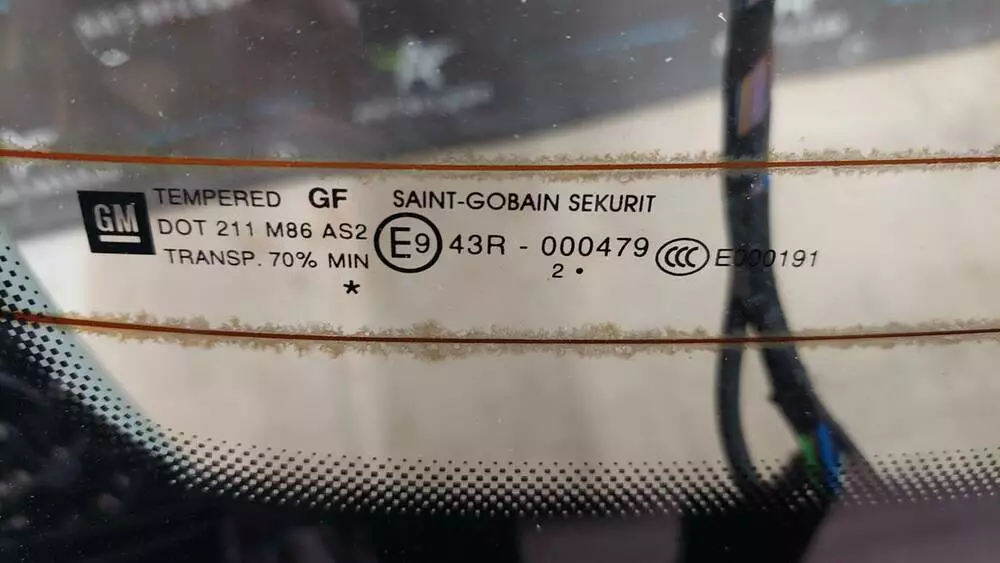 GM
TEMPERED GF SAINT-GOBAIN SEKURIT
DOT 211 M86 AS2 E9 43R - 000479 CCC E000191
TRANSP. 70% MIN 2 •
*